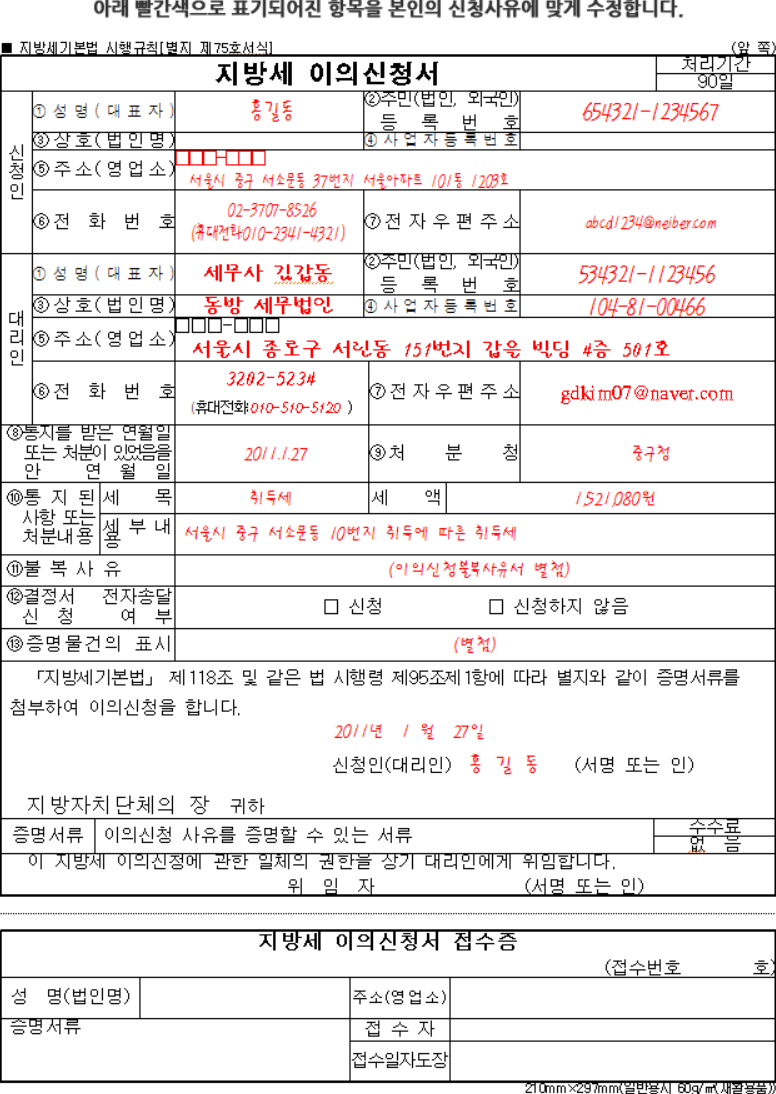 아래 빨간색으로 표기되어진 항목을 본인의 신청사유에 맞게 수정합니다.
■ 지방세기본법 시행규칙[별지 제75호서식] (앞 쪽)
지방세 이의신청서 처리기간
90일
신청인
①성명(대표자) 홍길동 ②주민(법인, 외국인)등록번호 654321-1234567
③상호(법인명) ④사업자등록번호
⑤주소(영업소) □□□-□□□
서울시 중구 서소문동 37번지 서울아파트 101동 1203호
⑥전화번호 02-3707-8526 (휴대전화:010-2341-4321) ⑦전자우편주소 abcd1234@neiber.com
대리인
①성명(대표자) 세무사 김갑동 ②주민(법인, 외국인)등록번호 534321-1123456
③상호(법인명) 동방 세무법인 ④사업자등록번호 104-81-00466
⑤주소(영업소) □□□-□□□
서울시 종로구 서린동 151번지 갑을 빌딩 4층 501호
⑥전화번호 3202-5234 (휴대전화:010-510-5120 ) ⑦전자우편주소 gdkim07@naver.com
⑧통지를 받은 연월일 또는 처분이 있었음을 안 연월일 2011.1.27 ⑨처분청 중구청
⑩통지된 사항 또는 처분내용 세목 취득세 세액 1,521,080원
세부내용 서울시 중구 서소문동 10번지 취득에 따른 취득세
⑪불복사유 (이의신청불복사유서 별첨)
⑫결정서 전자송달 신청 여부 □ 신청 □ 신청하지 않음
⑬증명물건의 표시 (별첨)
「지방세기본법」 제118조 및 같은 법 시행령 제95조제1항에 따라 별지와 같이 증명서류를
첨부하여 이의신청을 합니다.
2011년 1 월 27일
신청인(대리인) 홍 길 동 (서명 또는 인)
지방자치단체의 장 귀하
증명서류 이의신청 사유를 증명할 수 있는 서류 수수료
없 음
이 지방세 이의신청에 관한 일체의 권한을 상기 대리인에게 위임합니다.
위 임 자 (서명 또는 인)
지방세 이의신청서 접수증
(접수번호 호)
성 명(법인명) 주소(영업소)
증명서류 접 수 자
접수일자도장
210mm×297mm(일반용지 60g/㎡(재활용품))